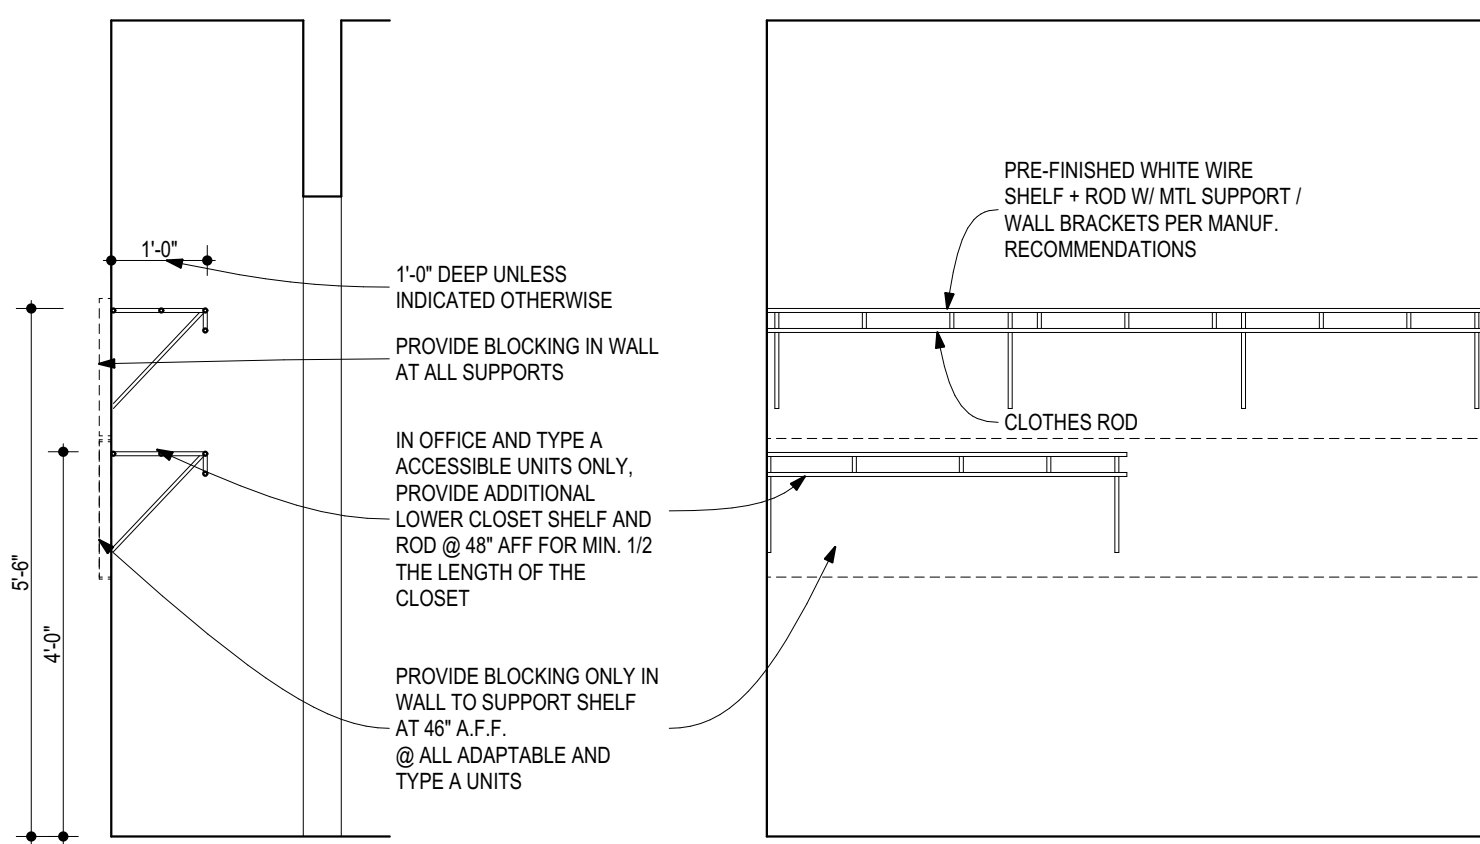 1'-0"
1'-0" DEEP UNLESS
INDICATED OTHERWISE
PROVIDE BLOCKING IN WALL
AT ALL SUPPORTS
IN OFFICE AND TYPE A
ACCESSIBLE UNITS ONLY,
PROVIDE ADDITIONAL
LOWER CLOSET SHELF AND
ROD @ 48" AFF FOR MIN. 1/2
THE LENGTH OF THE
CLOSET
PROVIDE BLOCKING ONLY IN
WALL TO SUPPORT SHELF
AT 46" A.F.F.
@ ALL ADAPTABLE AND
TYPE A UNITS
5'-6"
4'-0"
PRE-FINISHED WHITE WIRE
SHELF + ROD W/ MTL SUPPORT /
WALL BRACKETS PER MANUF.
RECOMMENDATIONS
CLOTHES ROD